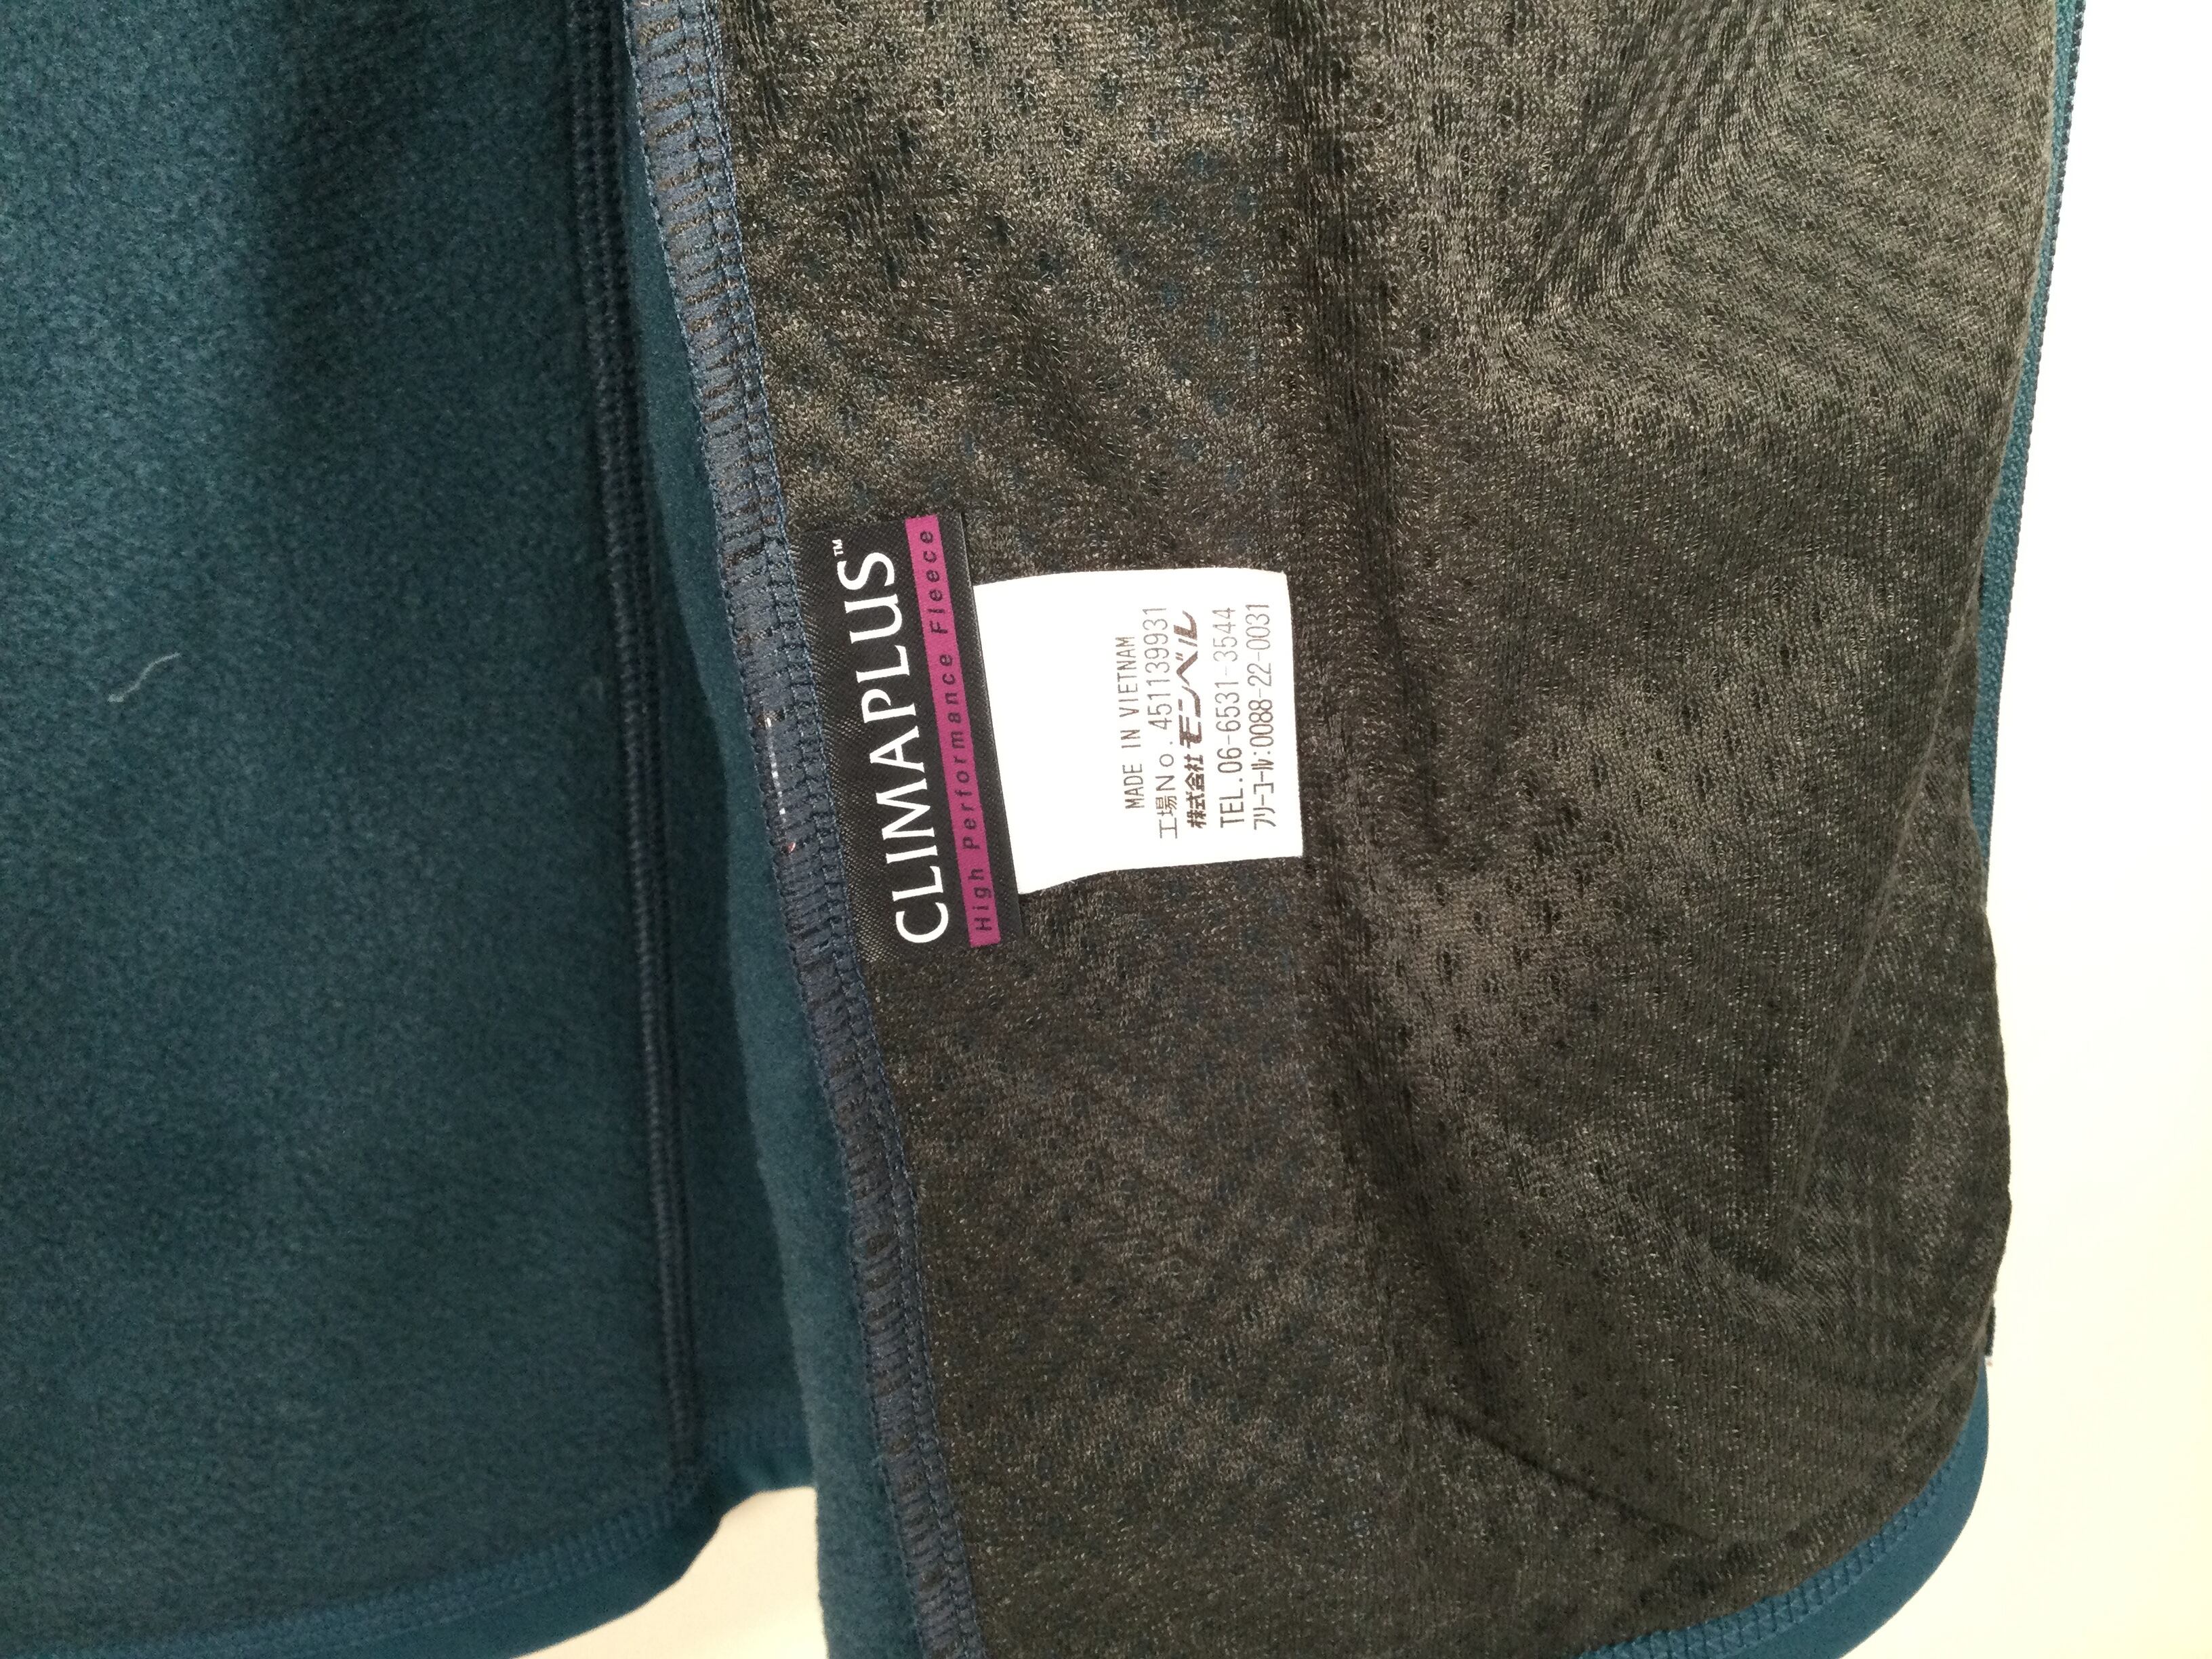 CLIMAPLUS™
High Performance Fleece
MADE IN VIETNAM
工場No. 451139931
株式会社モンベル
TEL.06-6531-3544
フリーコール:0088-22-0031